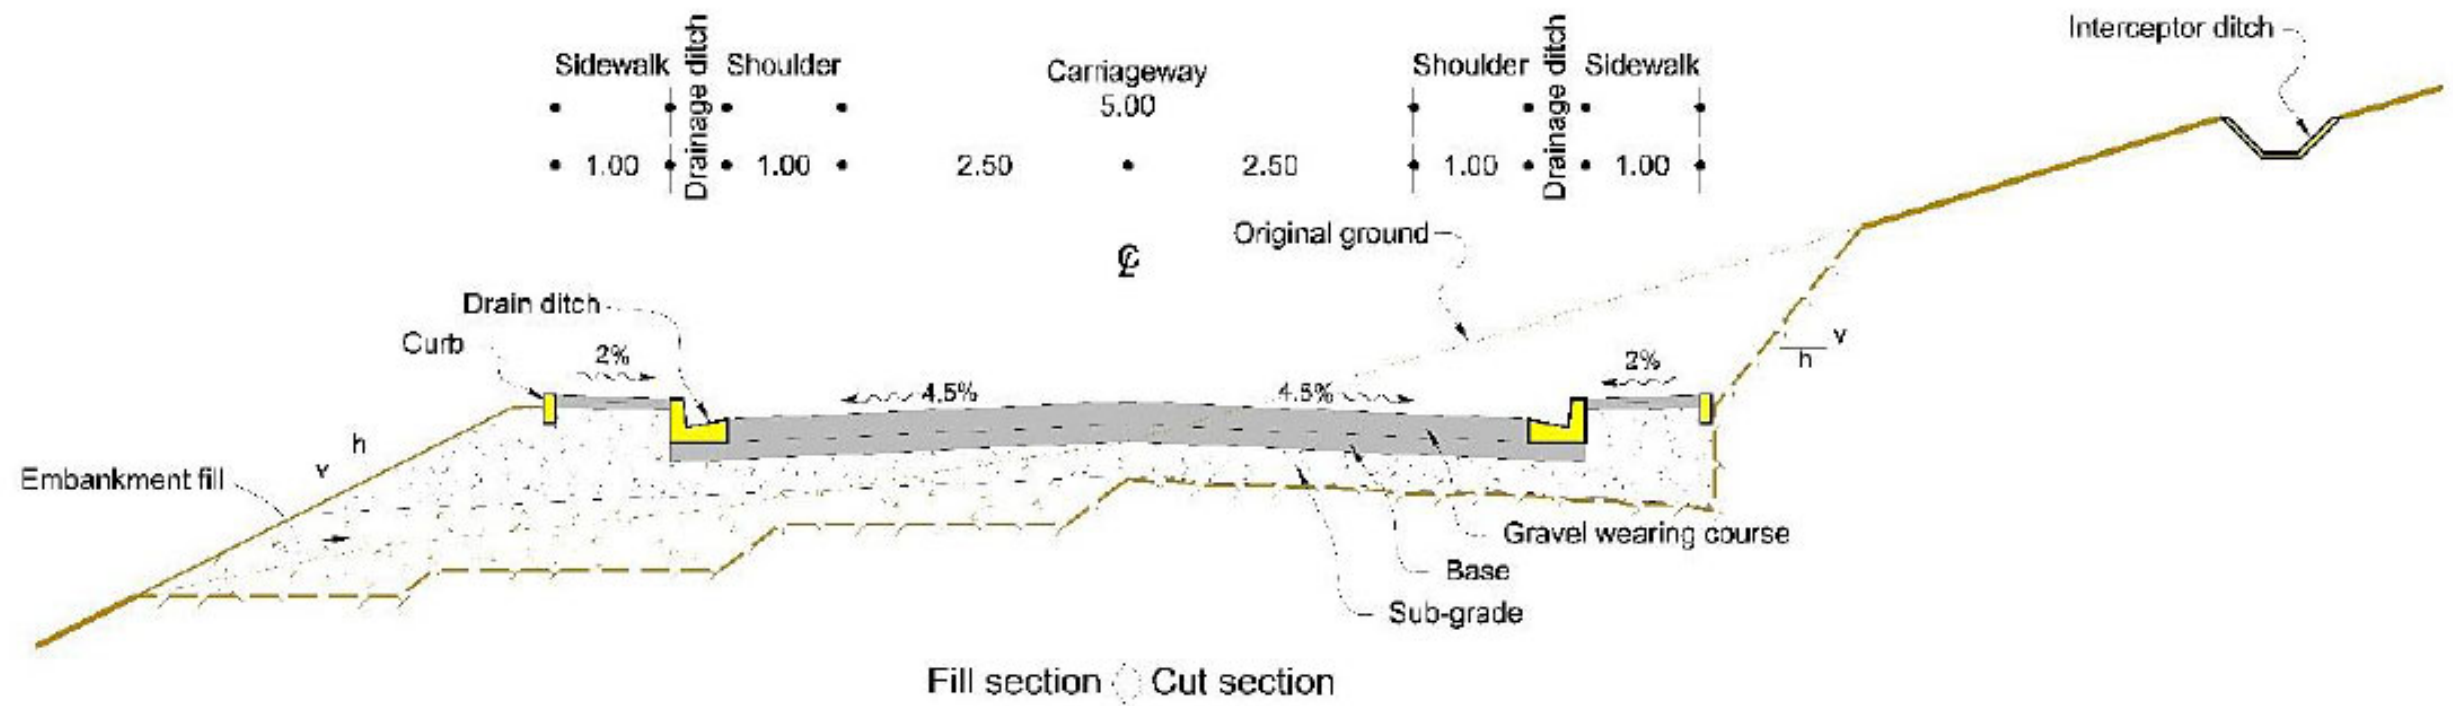 Interceptor ditch
Sidewalk
Drainage ditch
Shoulder
Carriageway
5.00
Shoulder
Drainage ditch
Sidewalk
1.00
1.00
2.50
2.50
1.00
1.00
Original ground
℄
Drain ditch
Curb
2%
4.5%
4.5%
2%
v
h
h
v
Embankment fill
Gravel wearing course
Base
Sub-grade
Fill section
Cut section